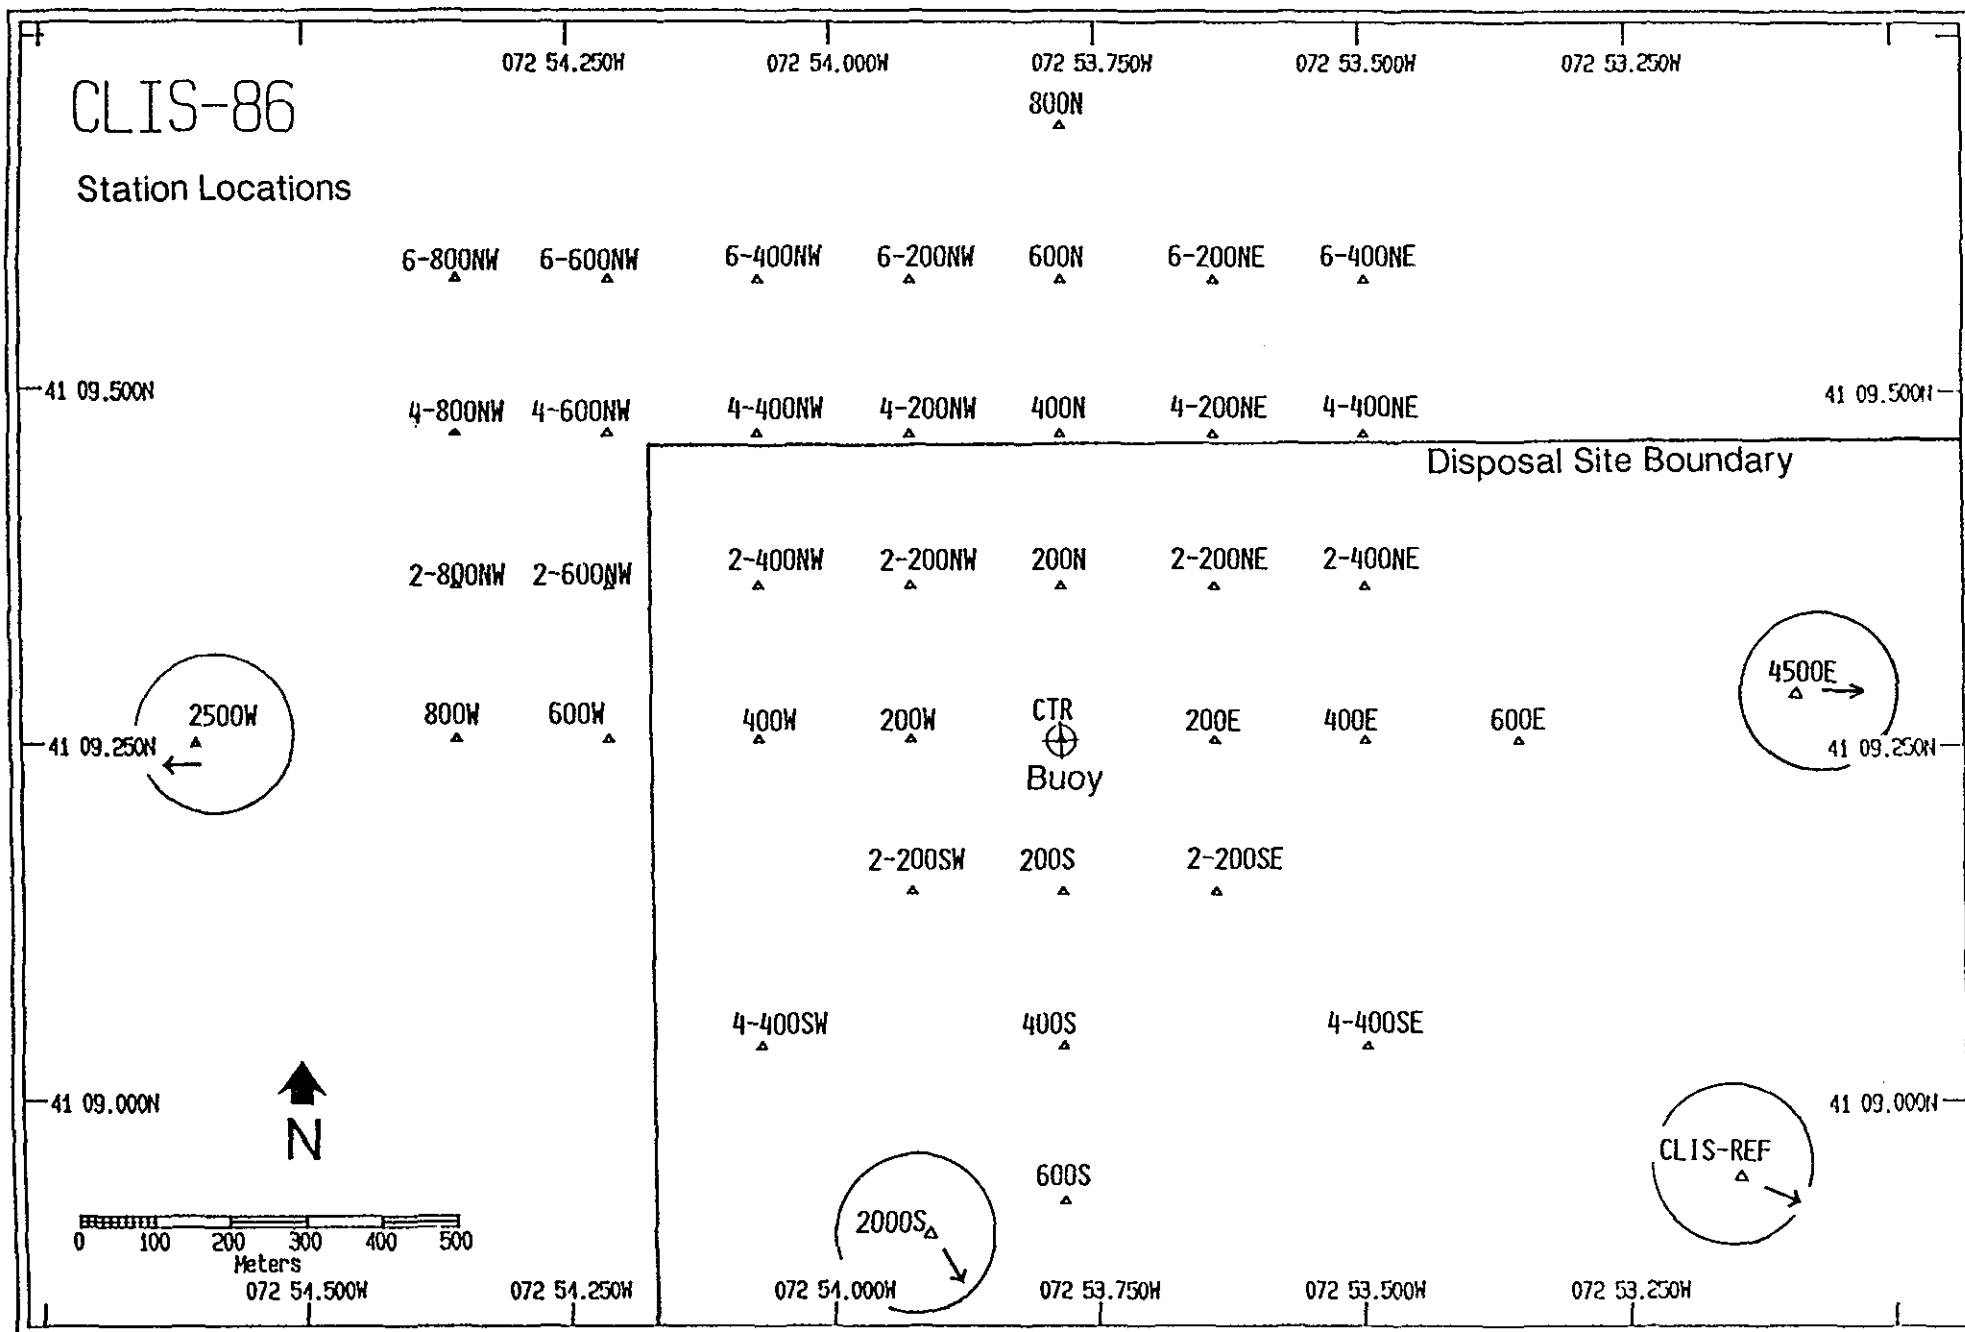 072 54.250W 072 54.000W 072 53.750W 072 53.500W 072 53.250W
CLIS-86
800N
Station Locations
6-800NW 6-600NW 6-400NW 6-200NW 600N 6-200NE 6-400NE
41 09.500N 41 09.500N
4-800NW 4-600NW 4-400NW 4-200NW 400N 4-200NE 4-400NE
Disposal Site Boundary
2-800NW 2-600NW 2-400NW 2-200NW 200N 2-200NE 2-400NE
4500E
2500W 800W 600W 400W 200W CTR 200E 400E 600E
41 09.250N 41 09.250N
Buoy
2-200SW 200S 2-200SE
4-400SW 400S 4-400SE
41 09.000N 41 09.000N
N
CLIS-REF
600S
2000S
0 100 200 300 400 500
Meters
072 54.500W 072 54.250W 072 54.000W 072 53.750W 072 53.500W 072 53.250W